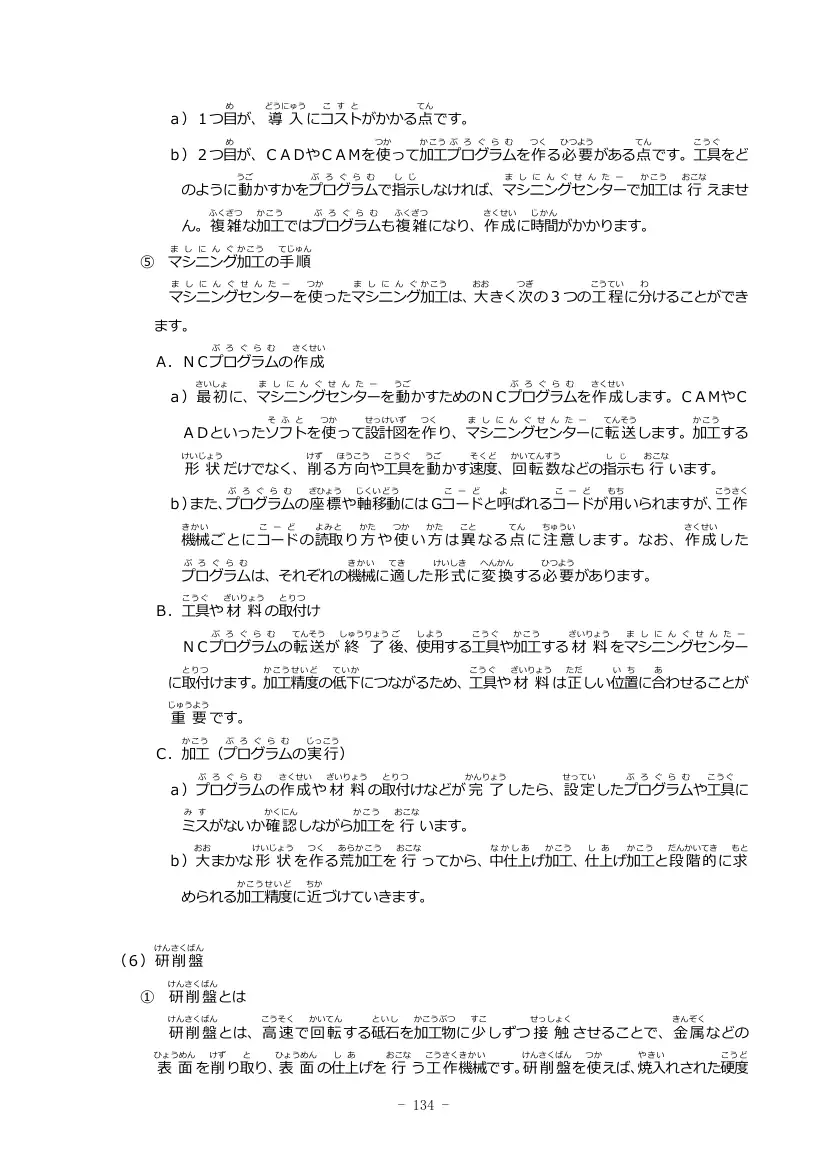 a）1つ目が、導入にコストがかかる点です。
b）2つ目が、ＣＡＤやＣＡＭを使って加工プログラムを作る必要がある点です。工具をど
のように動かすかをプログラムで指示しなければ、マシニングセンターで加工は行えませ
ん。複雑な加工ではプログラムも複雑になり、作成に時間がかかります。
⑤ マシニング加工の手順
マシニングセンターを使ったマシニング加工は、大きく次の３つの工程に分けることができ
ます。
A．ＮＣプログラムの作成
a）最初に、マシニングセンターを動かすためのＮＣプログラムを作成します。ＣＡＭやＣ
ＡＤといったソフトを使って設計図を作り、マシニングセンターに転送します。加工する
形状だけでなく、削る方向や工具を動かす速度、回転数などの指示も行います。
b）また、プログラムの座標や軸移動にはGコードと呼ばれるコードが用いられますが、工作
機械ごとにコードの読取り方や使い方は異なる点に注意します。なお、作成した
プログラムは、それぞれの機械に適した形式に変換する必要があります。
B．工具や材料の取付け
ＮＣプログラムの転送が終了後、使用する工具や加工する材料をマシニングセンター
に取付けます。加工精度の低下につながるため、工具や材料は正しい位置に合わせることが
重要です。
C．加工（プログラムの実行）
a）プログラムの作成や材料の取付けなどが完了したら、設定したプログラムや工具に
ミスがないか確認しながら加工を行います。
b）大まかな形状を作る荒加工を行ってから、中仕上げ加工、仕上げ加工と段階的に求
められる加工精度に近づけていきます。
（6）研削盤
① 研削盤とは
研削盤とは、高速で回転する砥石を加工物に少しずつ接触させることで、金属などの
表面を削り取り、表面の仕上げを行う工作機械です。研削盤を使えば、焼入れされた硬度
- 134 -